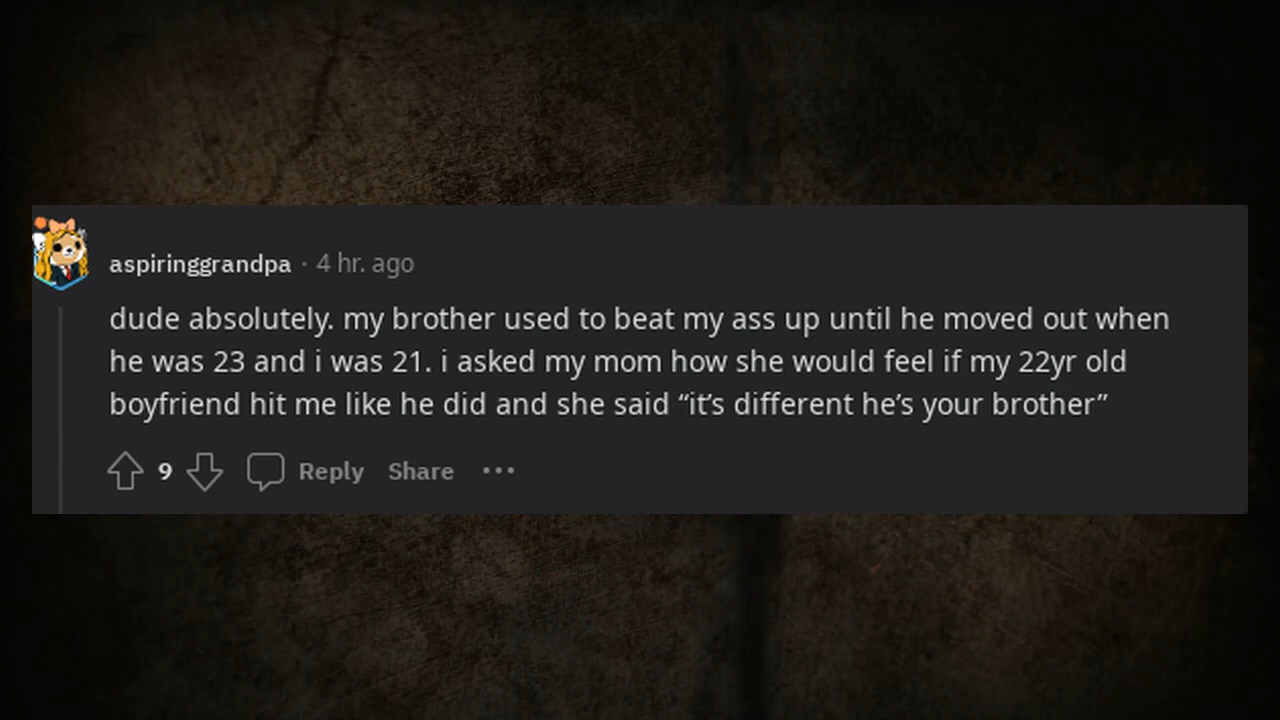 aspiringgrandpa · 4 hr. ago
dude absolutely. my brother used to beat my ass up until he moved out when
he was 23 and i was 21. i asked my mom how she would feel if my 22yr old
boyfriend hit me like he did and she said “it’s different he’s your brother”
9 Reply Share •••